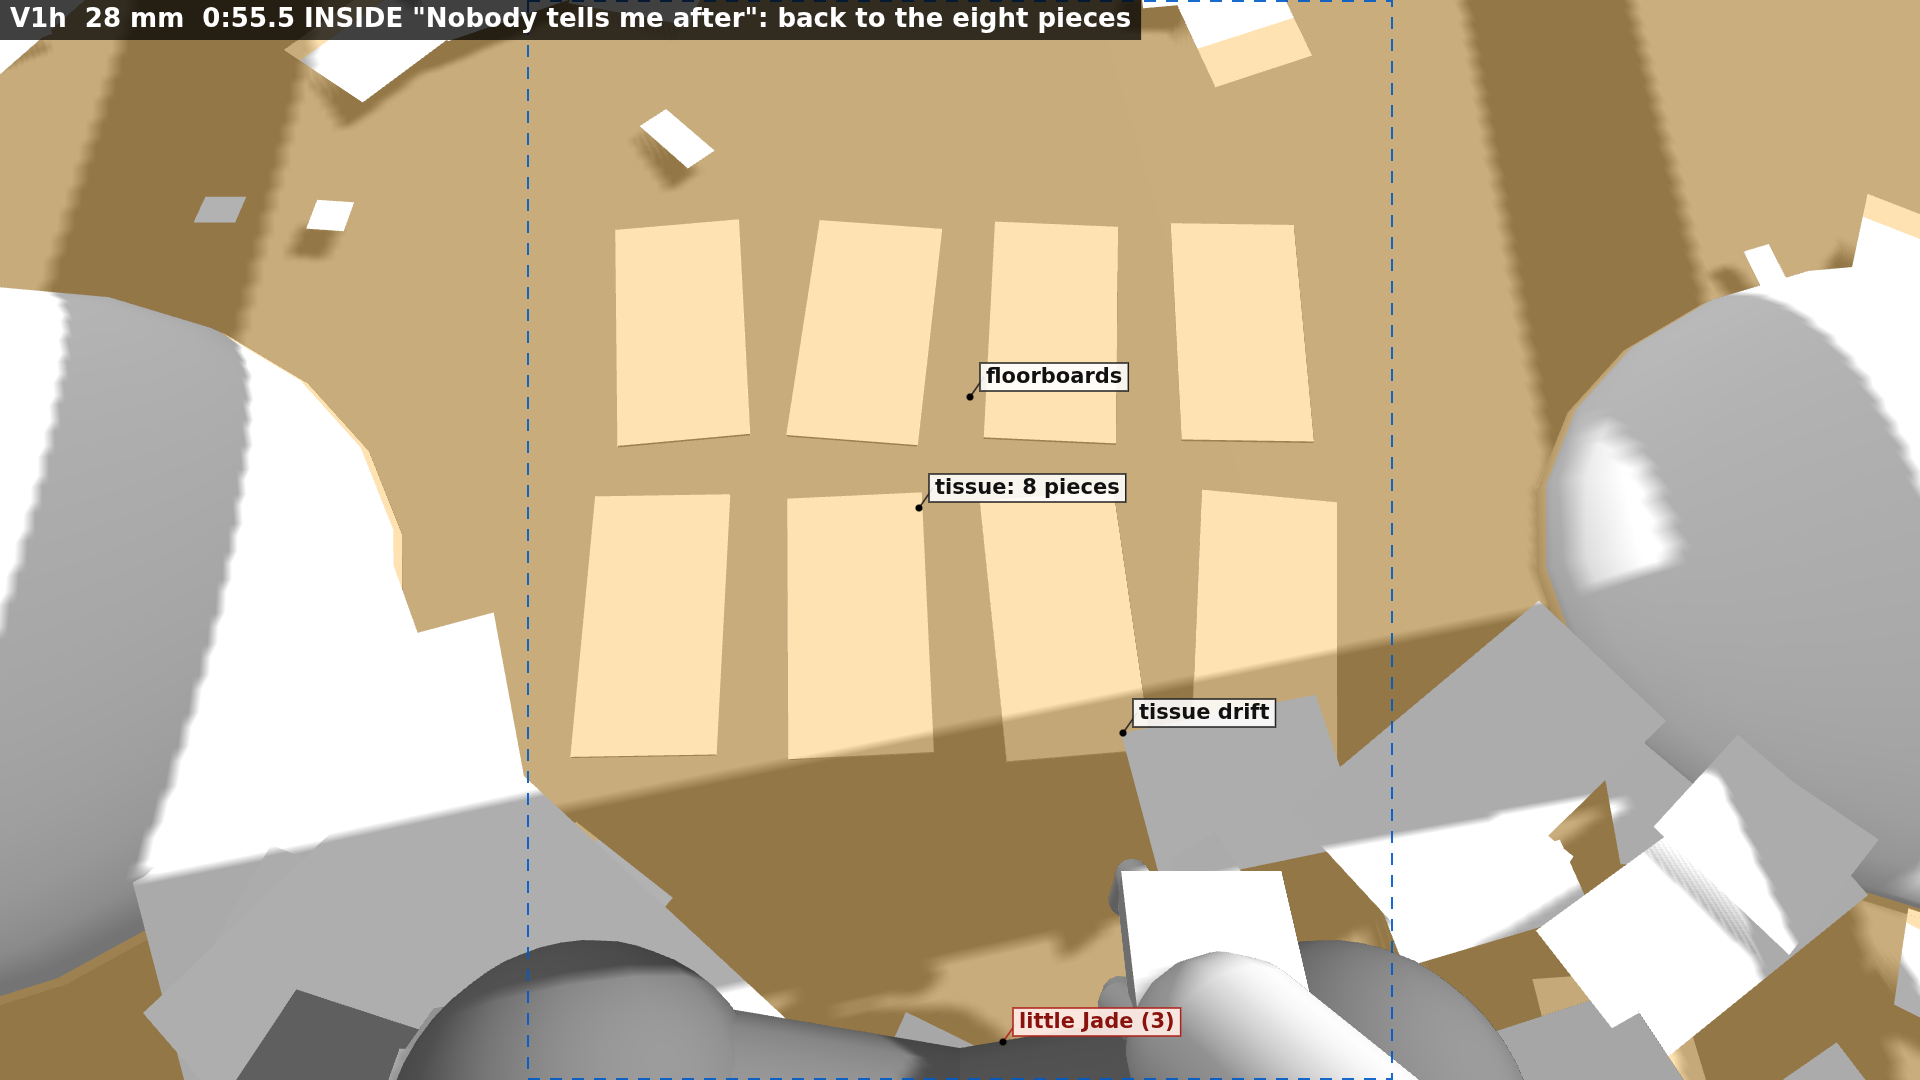 V1h 28 mm 0:55.5 INSIDE "Nobody tells me after": back to the eight pieces
floorboards
tissue: 8 pieces
tissue drift
little Jade (3)